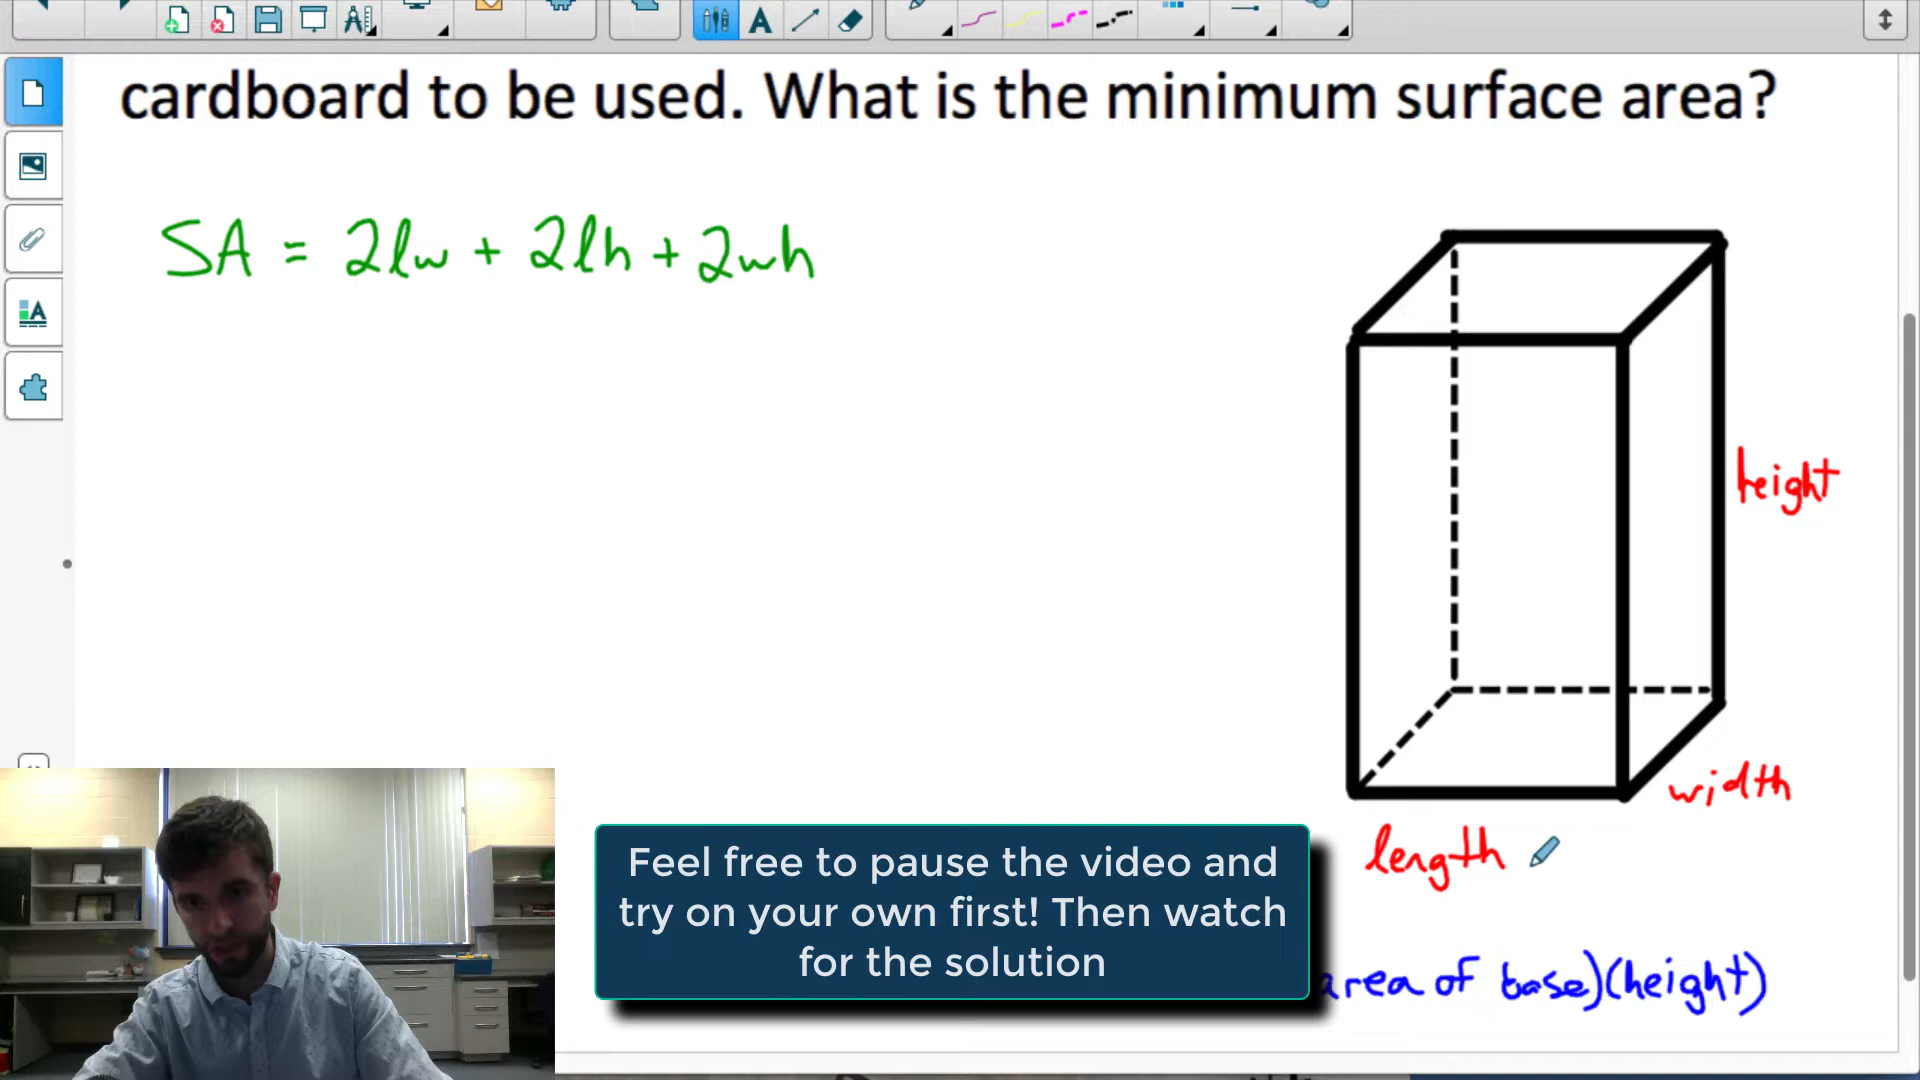 cardboard to be used. What is the minimum surface area?
SA = 2lw + 2lh + 2wh
height
width
length
Feel free to pause the video and
try on your own first! Then watch
for the solution
area of base)(height)